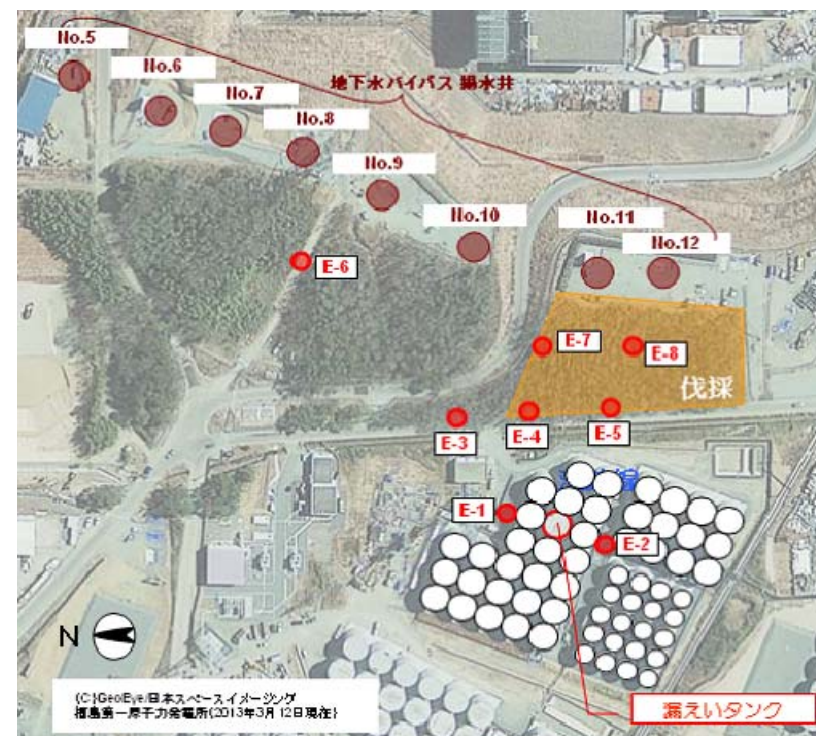 No.5
No.6
No.7
地下水バイパス 揚水井
No.8
No.9
No.10
No.11
No.12
E-6
E-7
E-8
伐採
E-3
E-4
E-5
E-1
E-2
N
(C)GeoEye/日本スペースイメージング
福島第一原子力発電所(2013年3月12日現在)
漏えいタンク